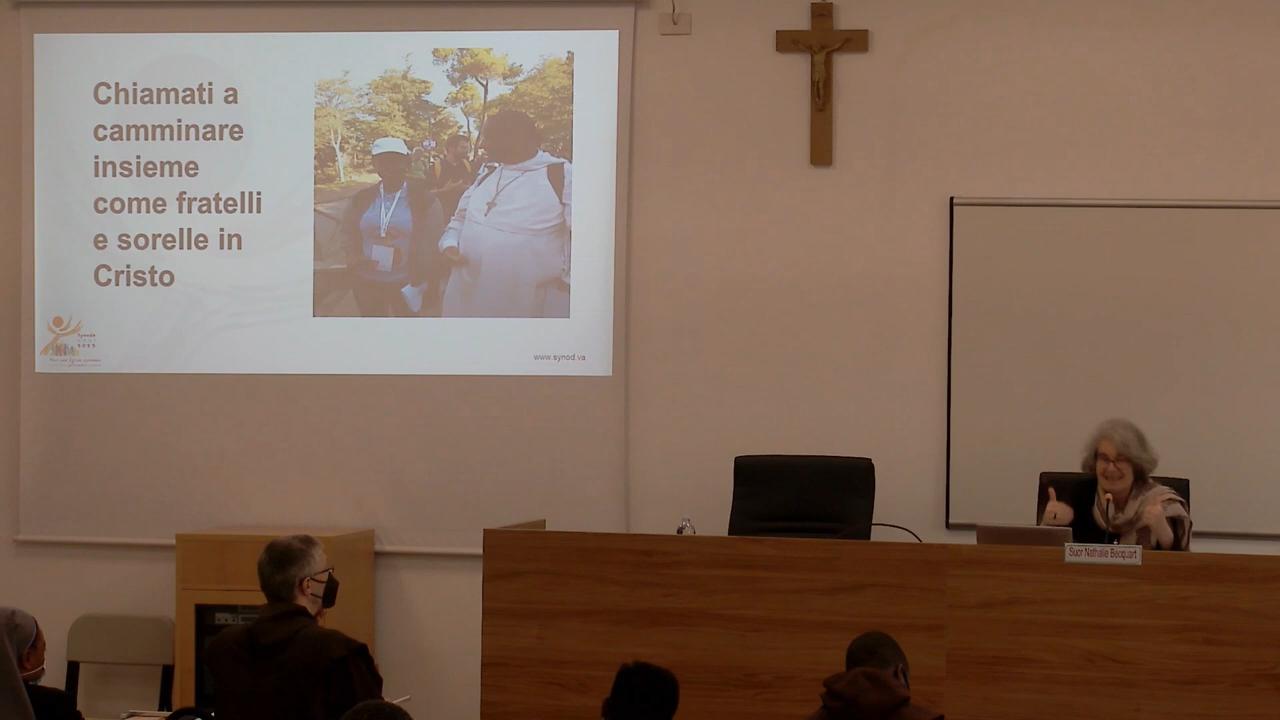 Chiamati a
camminare
insieme
come fratelli
e sorelle in
Cristo
www.synod.va
Suor Nathalie Becquart